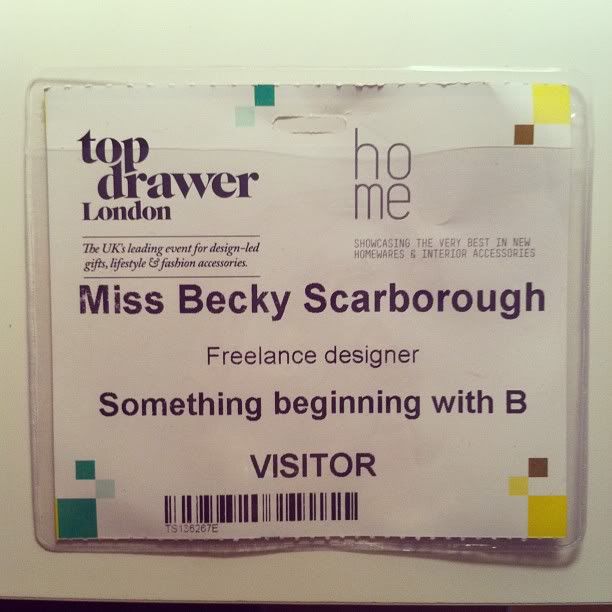 top
drawer
London
The UK's leading event for design-led
gifts, lifestyle & fashion accessories.
ho
me
SHOWCASING THE VERY BEST IN NEW
HOMEWARES & INTERIOR ACCESSORIES
Miss Becky Scarborough
Freelance designer
Something beginning with B
VISITOR
TS136267E